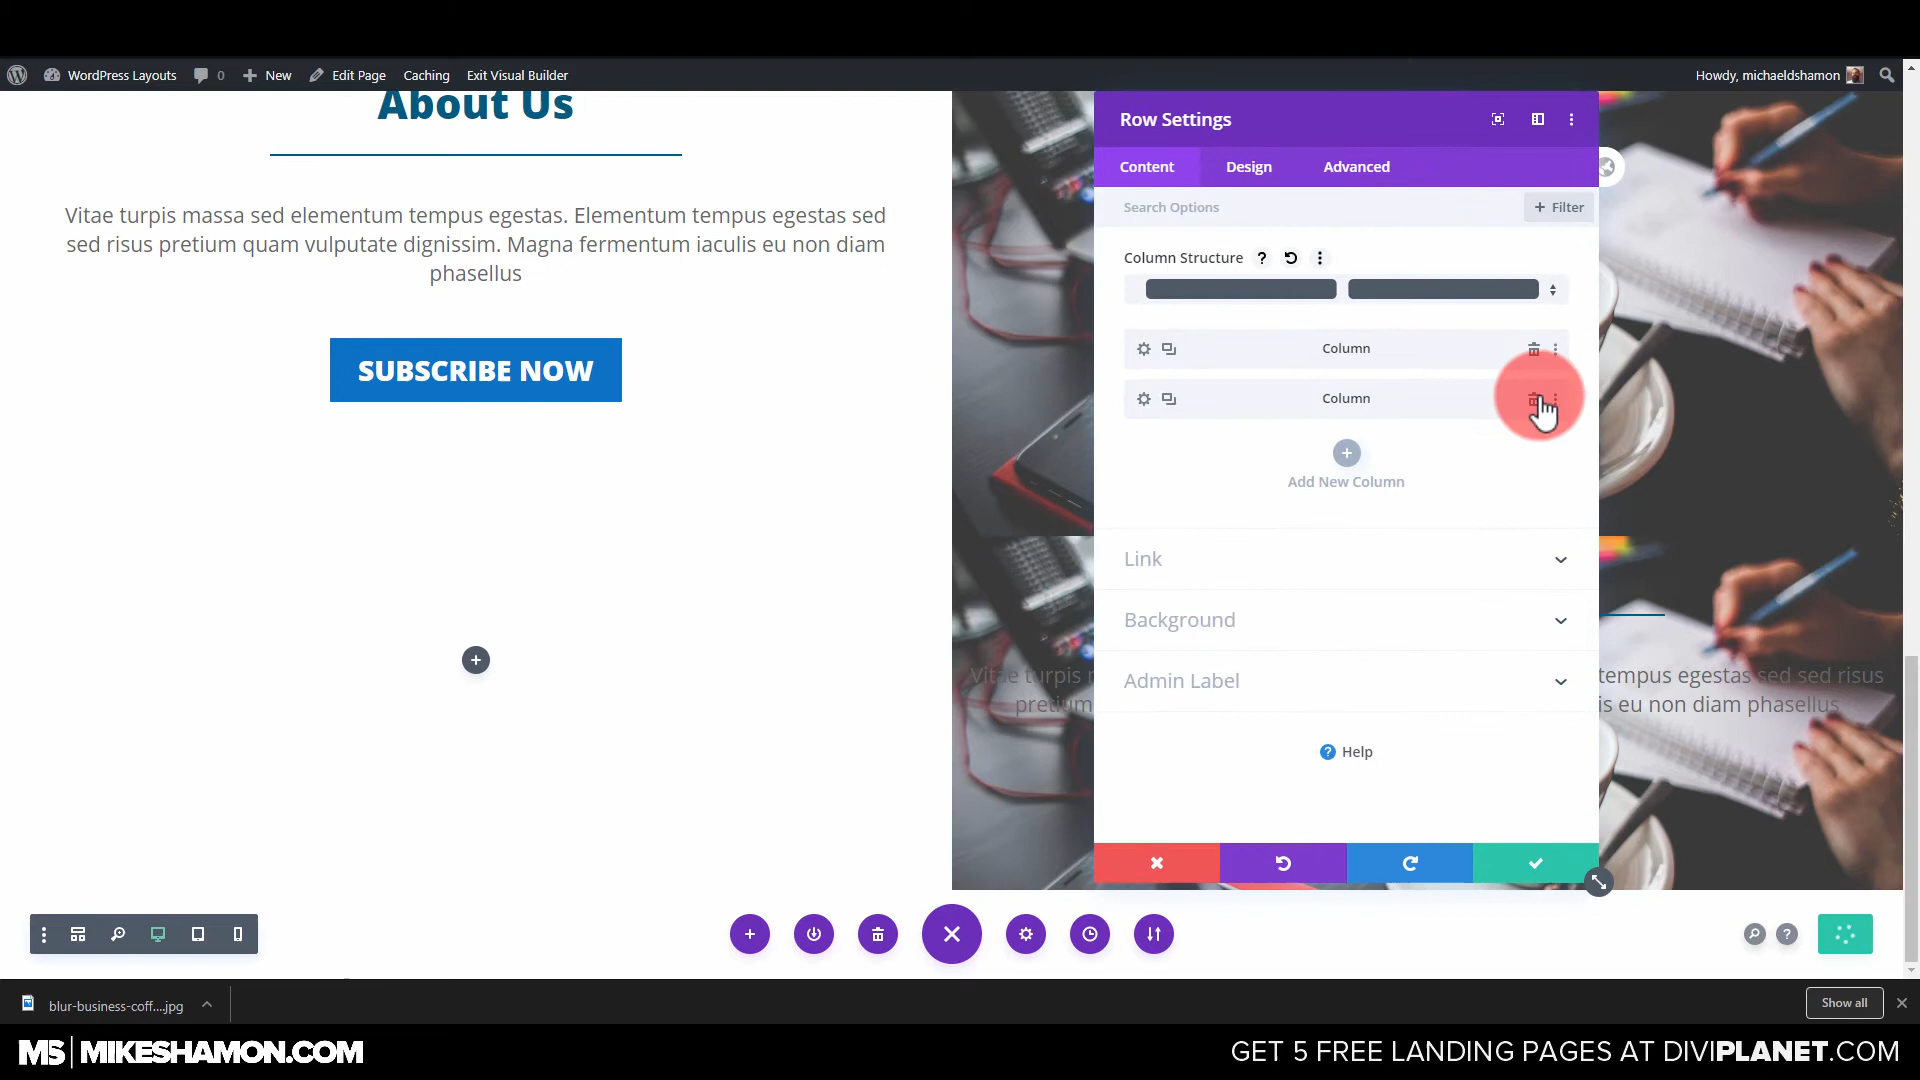 WordPress Layouts 0 New Edit Page Caching Exit Visual Builder Howdy, michaeldshamon
About Us
Vitae turpis massa sed elementum tempus egestas. Elementum tempus egestas sed
sed risus pretium quam vulputate dignissim. Magna fermentum iaculis eu non diam
phasellus
SUBSCRIBE NOW
Row Settings
Content Design Advanced
Search Options + Filter
Column Structure ?
Column
Column
Add New Column
Link
Background
Admin Label
? Help
Vitae turpis tempus egestas sed sed risus
pretium is eu non diam phasellus
blur-business-coff....jpg Show all
MS | MIKESHAMON.COM GET 5 FREE LANDING PAGES AT DIVIPLANET.COM